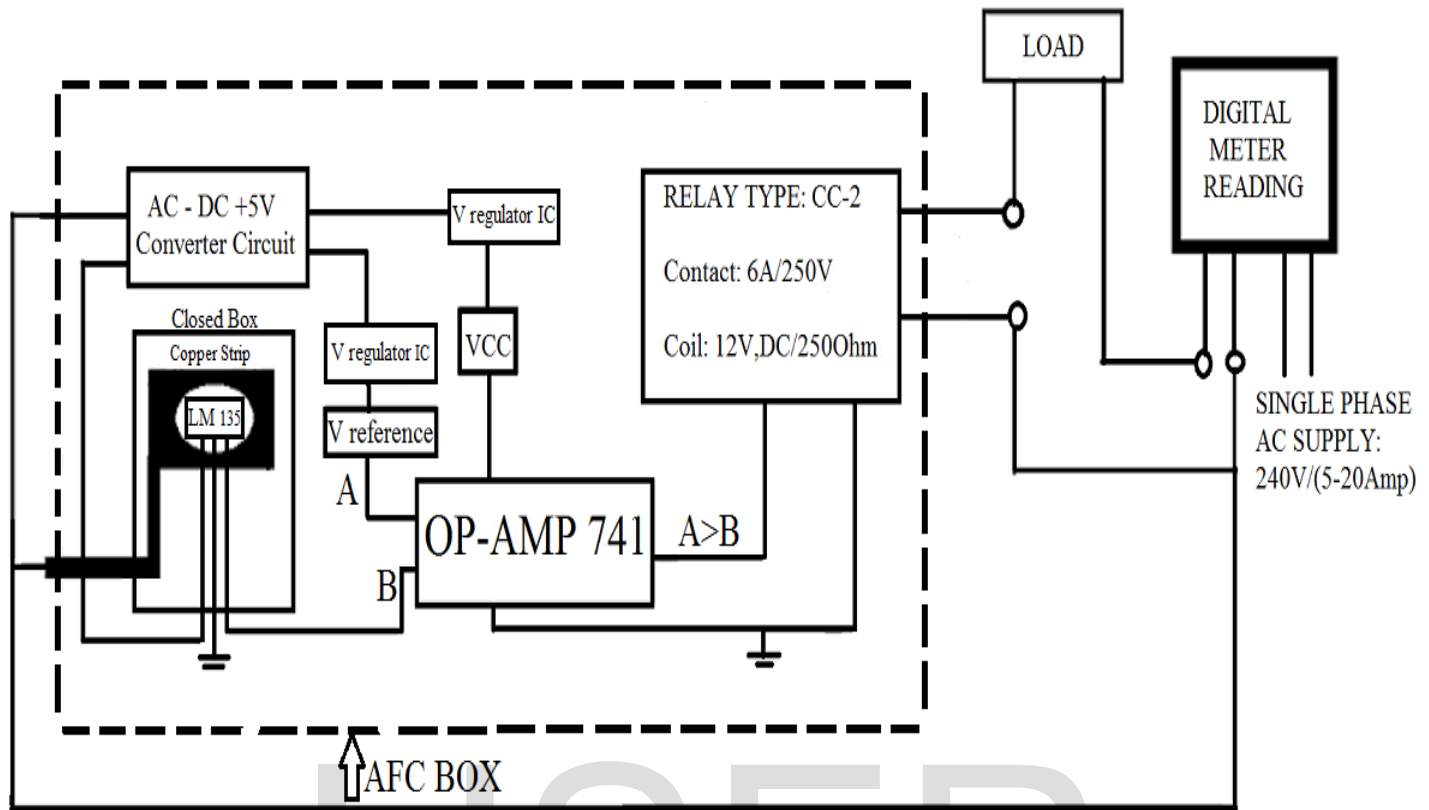 LOAD
DIGITAL
METER
READING
AC - DC +5V
Converter Circuit
V regulator IC
RELAY TYPE: CC-2
Contact: 6A/250V
Coil: 12V,DC/250Ohm
Closed Box
Copper Strip
LM 135
V regulator IC
VCC
V reference
A
OP-AMP 741
A>B
B
SINGLE PHASE
AC SUPPLY:
240V/(5-20Amp)
AFC BOX
IJSER